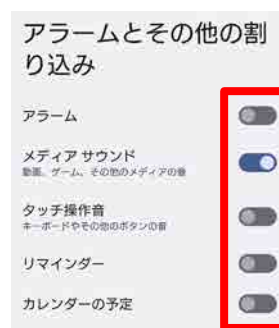 アラームとその他の割
り込み
アラーム
メディア サウンド
動画、ゲーム、その他のメディアの音
タッチ操作音
キーボードやその他のボタンの音
リマインダー
カレンダーの予定